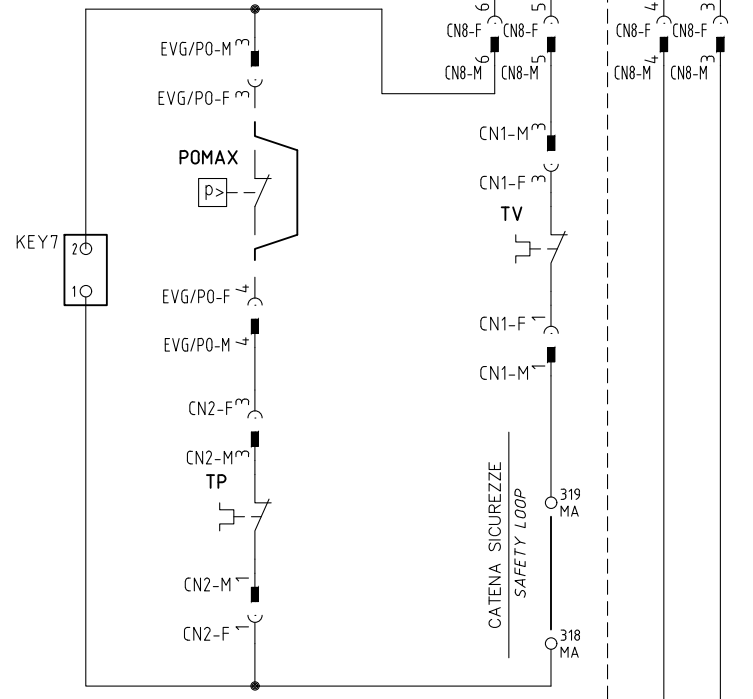 6
5
4
3
CN8-F
CN8-F
CN8-F
CN8-F
6
5
4
3
CN8-M
CN8-M
CN8-M
CN8-M
EVG/PO-M 3
EVG/PO-F 3
POMAX
P>
CN1-M 3
CN1-F 3
TV
KEY7
2
1
EVG/PO-F 4
EVG/PO-M 4
CN1-F 1
CN1-M 1
CN2-F 3
CN2-M 3
TP
CN2-M 1
CN2-F 1
CATENA SICUREZZE
SAFETY LOOP
319
MA
318
MA